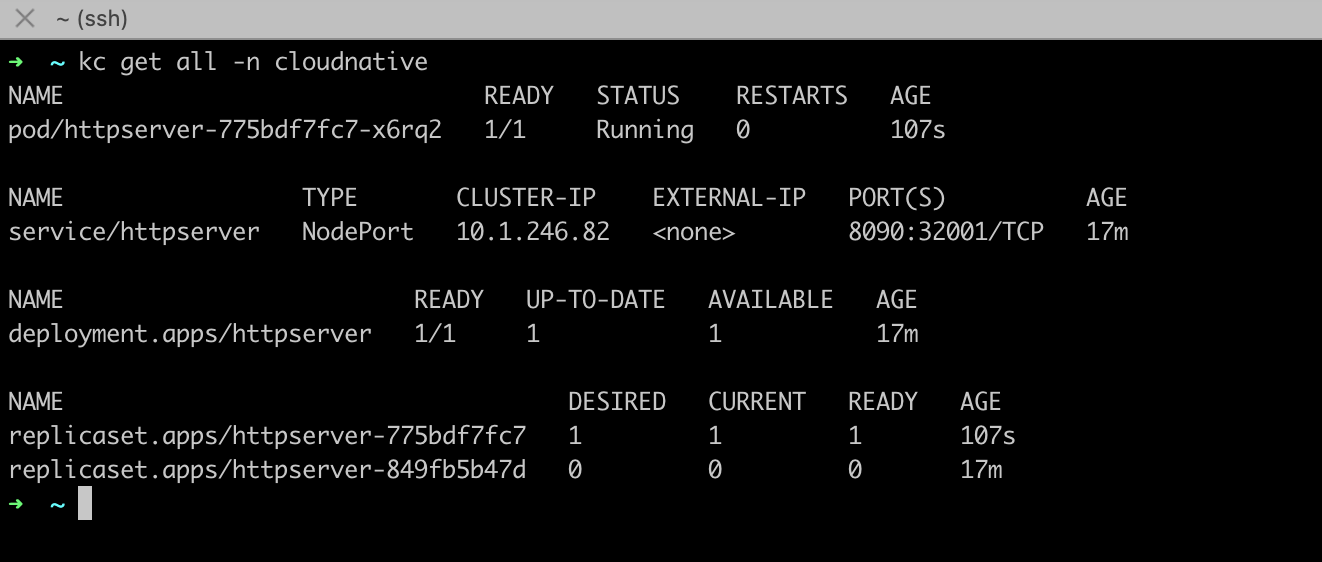 ~ (ssh)
➜ ~ kc get all -n cloudnative
NAME READY STATUS RESTARTS AGE
pod/httpserver-775bdf7fc7-x6rq2 1/1 Running 0 107s
NAME TYPE CLUSTER-IP EXTERNAL-IP PORT(S) AGE
service/httpserver NodePort 10.1.246.82 <none> 8090:32001/TCP 17m
NAME READY UP-TO-DATE AVAILABLE AGE
deployment.apps/httpserver 1/1 1 1 17m
NAME DESIRED CURRENT READY AGE
replicaset.apps/httpserver-775bdf7fc7 1 1 1 107s
replicaset.apps/httpserver-849fb5b47d 0 0 0 17m
➜ ~